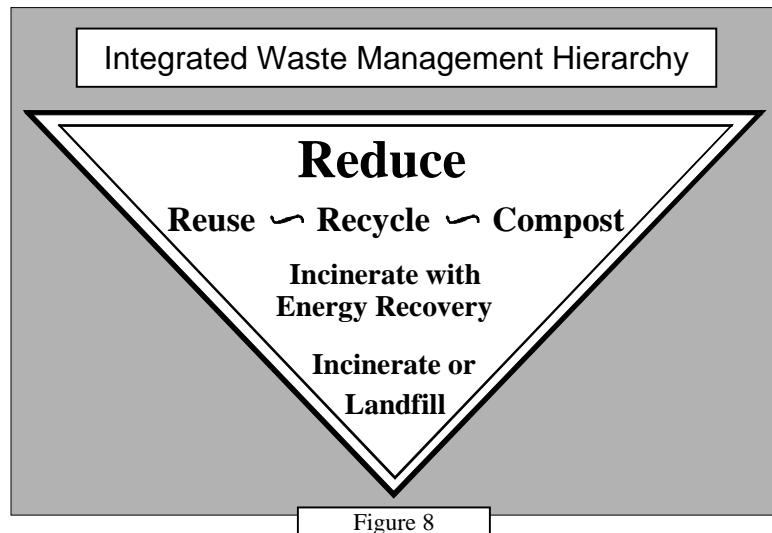 Integrated Waste Management Hierarchy
Reduce
Reuse ~ Recycle ~ Compost
Incinerate with
Energy Recovery
Incinerate or
Landfill
Figure 8